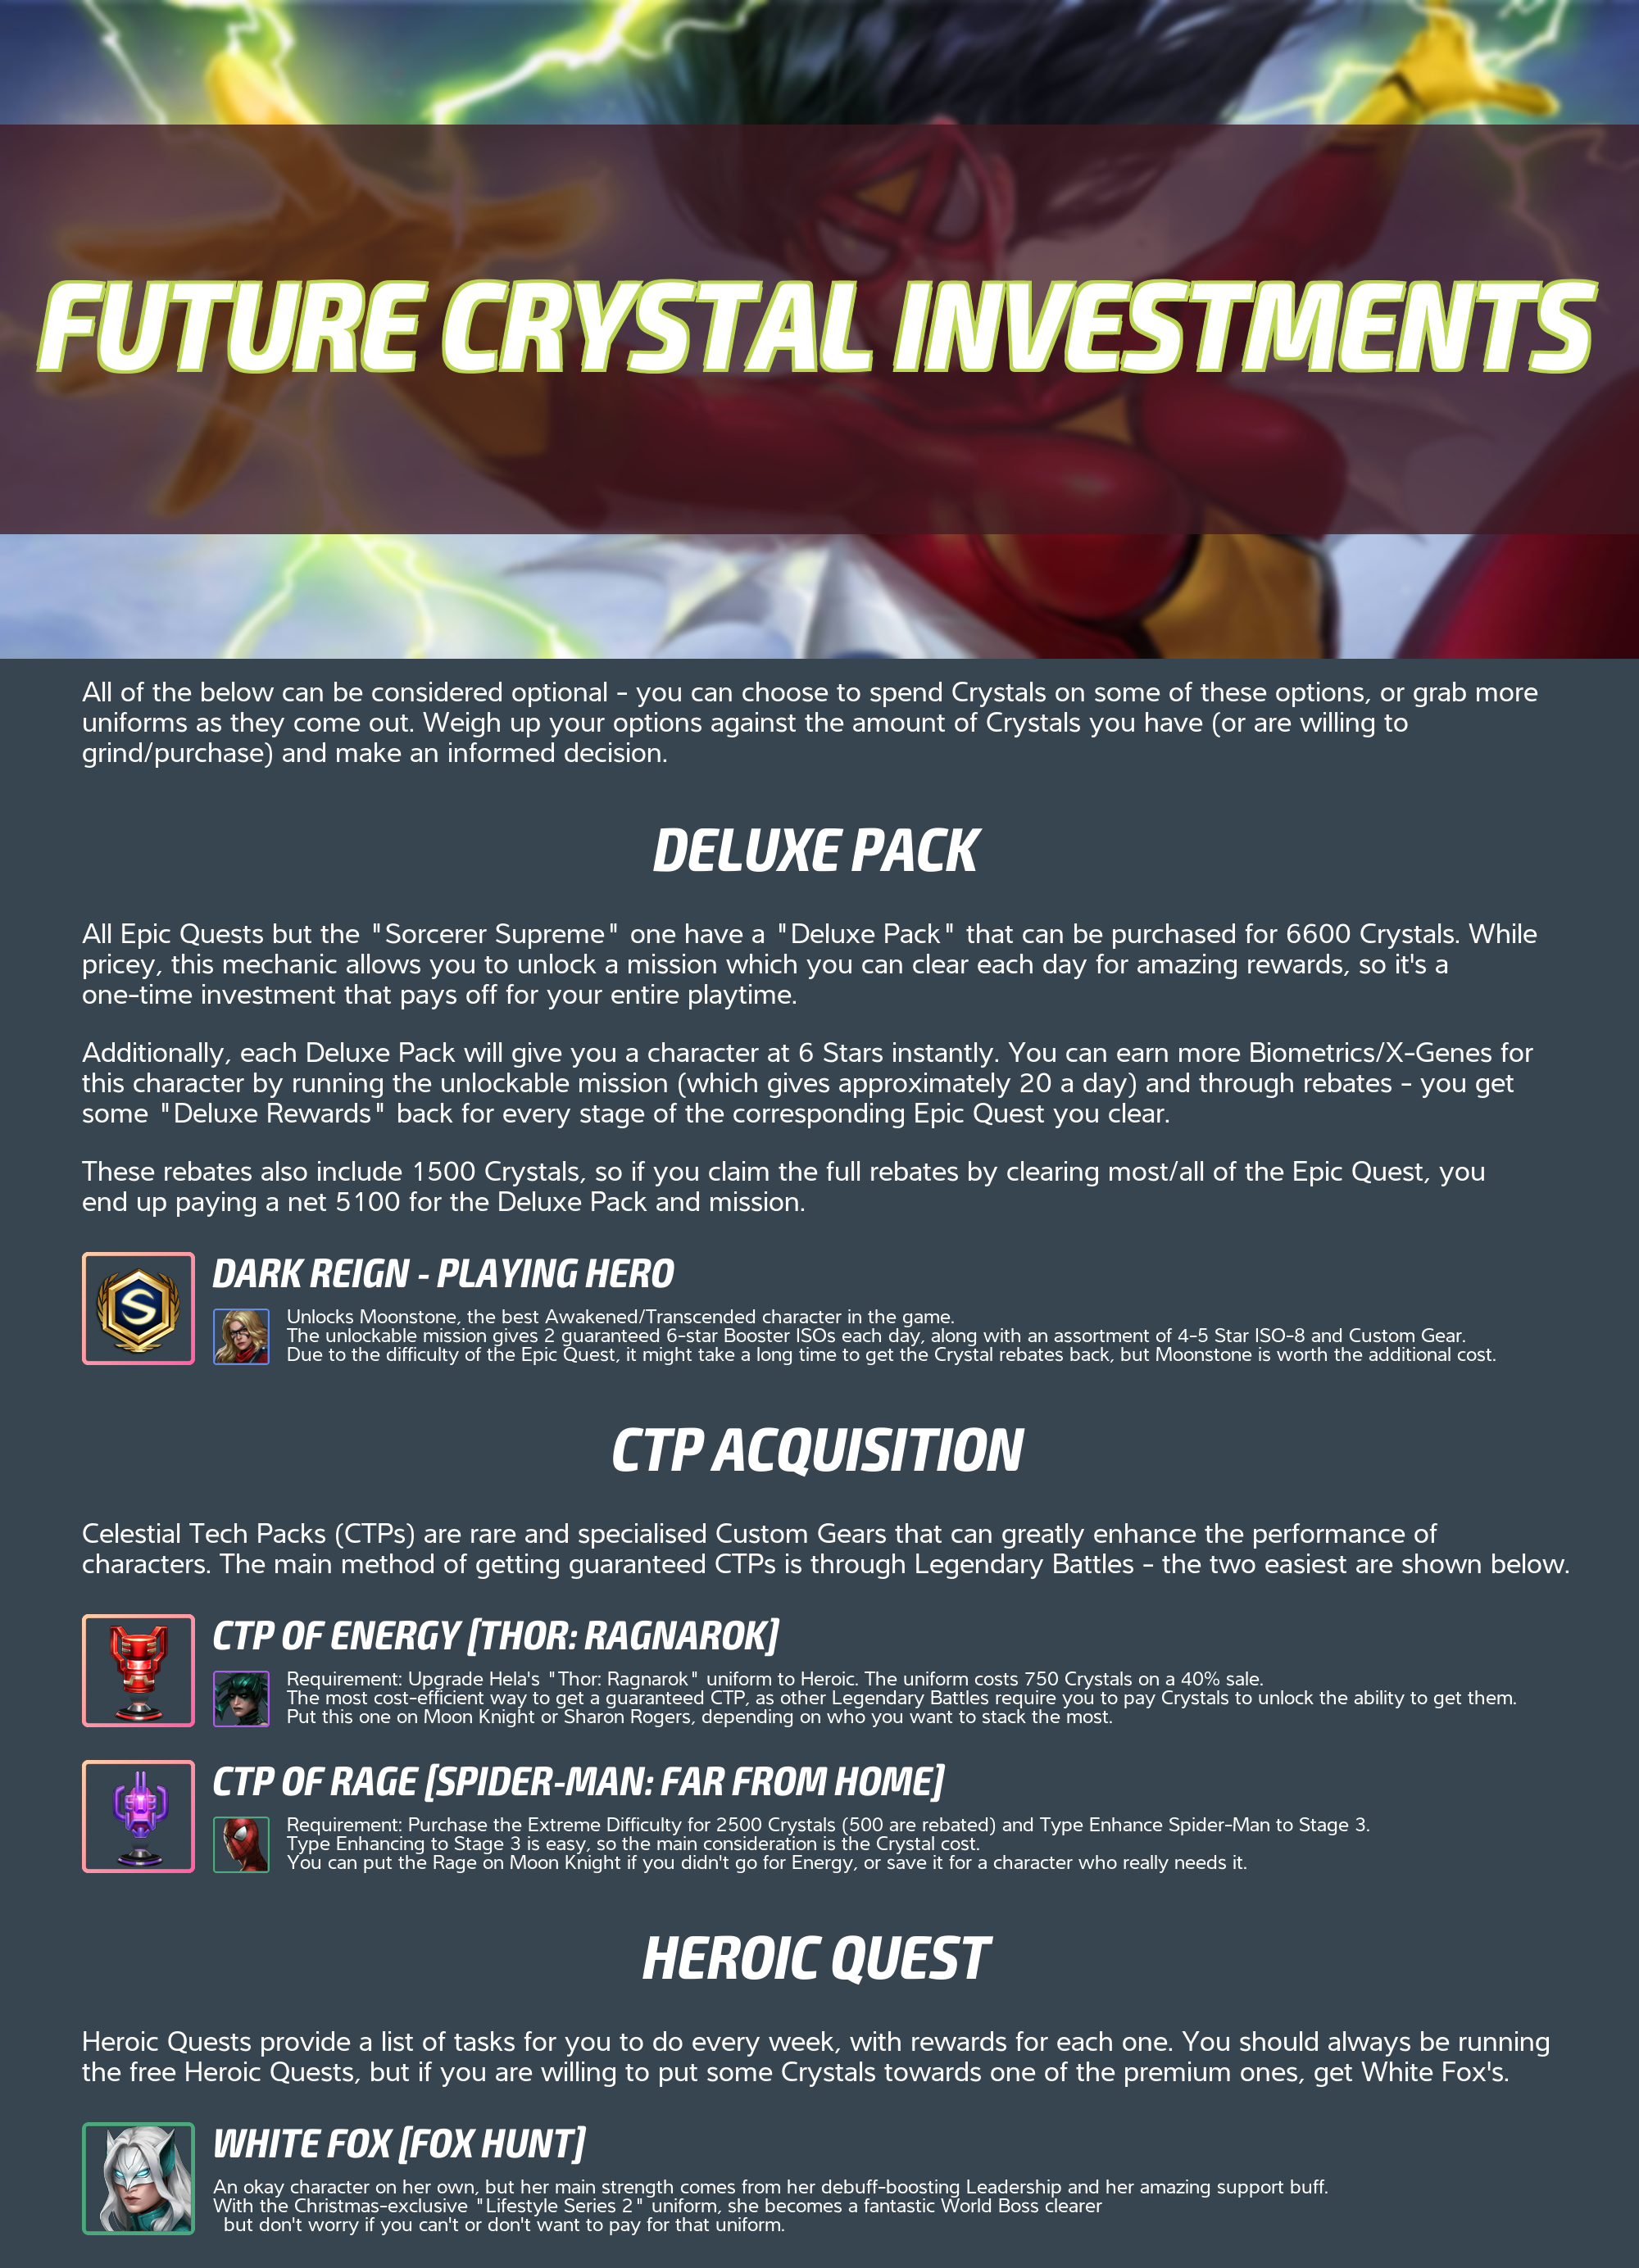 FUTURE CRYSTAL INVESTMENTS
All of the below can be considered optional - you can choose to spend Crystals on some of these options, or grab more
uniforms as they come out. Weigh up your options against the amount of Crystals you have (or are willing to
grind/purchase) and make an informed decision.
DELUXE PACK
All Epic Quests but the "Sorcerer Supreme" one have a "Deluxe Pack" that can be purchased for 6600 Crystals. While
pricey, this mechanic allows you to unlock a mission which you can clear each day for amazing rewards, so it's a
one-time investment that pays off for your entire playtime.
Additionally, each Deluxe Pack will give you a character at 6 Stars instantly. You can earn more Biometrics/X-Genes for
this character by running the unlockable mission (which gives approximately 20 a day) and through rebates - you get
some "Deluxe Rewards" back for every stage of the corresponding Epic Quest you clear.
These rebates also include 1500 Crystals, so if you claim the full rebates by clearing most/all of the Epic Quest, you
end up paying a net 5100 for the Deluxe Pack and mission.
S
DARK REIGN - PLAYING HERO
Unlocks Moonstone, the best Awakened/Transcended character in the game.
The unlockable mission gives 2 guaranteed 6-star Booster ISOs each day, along with an assortment of 4-5 Star ISO-8 and Custom Gear.
Due to the difficulty of the Epic Quest, it might take a long time to get the Crystal rebates back, but Moonstone is worth the additional cost.
CTP ACQUISITION
Celestial Tech Packs (CTPs) are rare and specialised Custom Gears that can greatly enhance the performance of
characters. The main method of getting guaranteed CTPs is through Legendary Battles - the two easiest are shown below.
CTP OF ENERGY [THOR: RAGNAROK]
Requirement: Upgrade Hela's "Thor: Ragnarok" uniform to Heroic. The uniform costs 750 Crystals on a 40% sale.
The most cost-efficient way to get a guaranteed CTP, as other Legendary Battles require you to pay Crystals to unlock the ability to get them.
Put this one on Moon Knight or Sharon Rogers, depending on who you want to stack the most.
CTP OF RAGE [SPIDER-MAN: FAR FROM HOME]
Requirement: Purchase the Extreme Difficulty for 2500 Crystals (500 are rebated) and Type Enhance Spider-Man to Stage 3.
Type Enhancing to Stage 3 is easy, so the main consideration is the Crystal cost.
You can put the Rage on Moon Knight if you didn't go for Energy, or save it for a character who really needs it.
HEROIC QUEST
Heroic Quests provide a list of tasks for you to do every week, with rewards for each one. You should always be running
the free Heroic Quests, but if you are willing to put some Crystals towards one of the premium ones, get White Fox's.
WHITE FOX [FOX HUNT]
An okay character on her own, but her main strength comes from her debuff-boosting Leadership and her amazing support buff.
With the Christmas-exclusive "Lifestyle Series 2" uniform, she becomes a fantastic World Boss clearer
but don't worry if you can't or don't want to pay for that uniform.